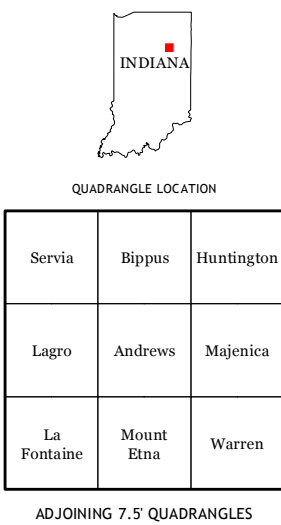 INDIANA
QUADRANGLE LOCATION
Servia
Bippus
Huntington
Lagro
Andrews
Majenica
La
Fontaine
Mount
Etna
Warren
ADJOINING 7.5' QUADRANGLES